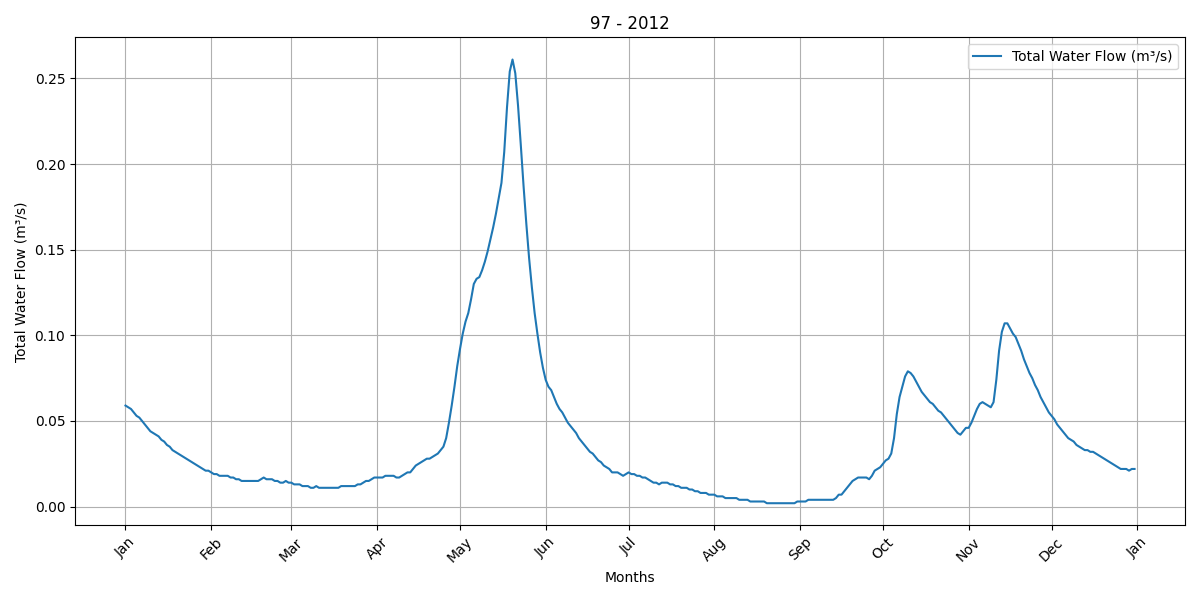 97 - 2012
Total Water Flow (m³/s)
Total Water Flow (m³/s)
0.25
0.20
0.15
0.10
0.05
0.00
Jan
Feb
Mar
Apr
May
Jun
Jul
Aug
Sep
Oct
Nov
Dec
Jan
Months